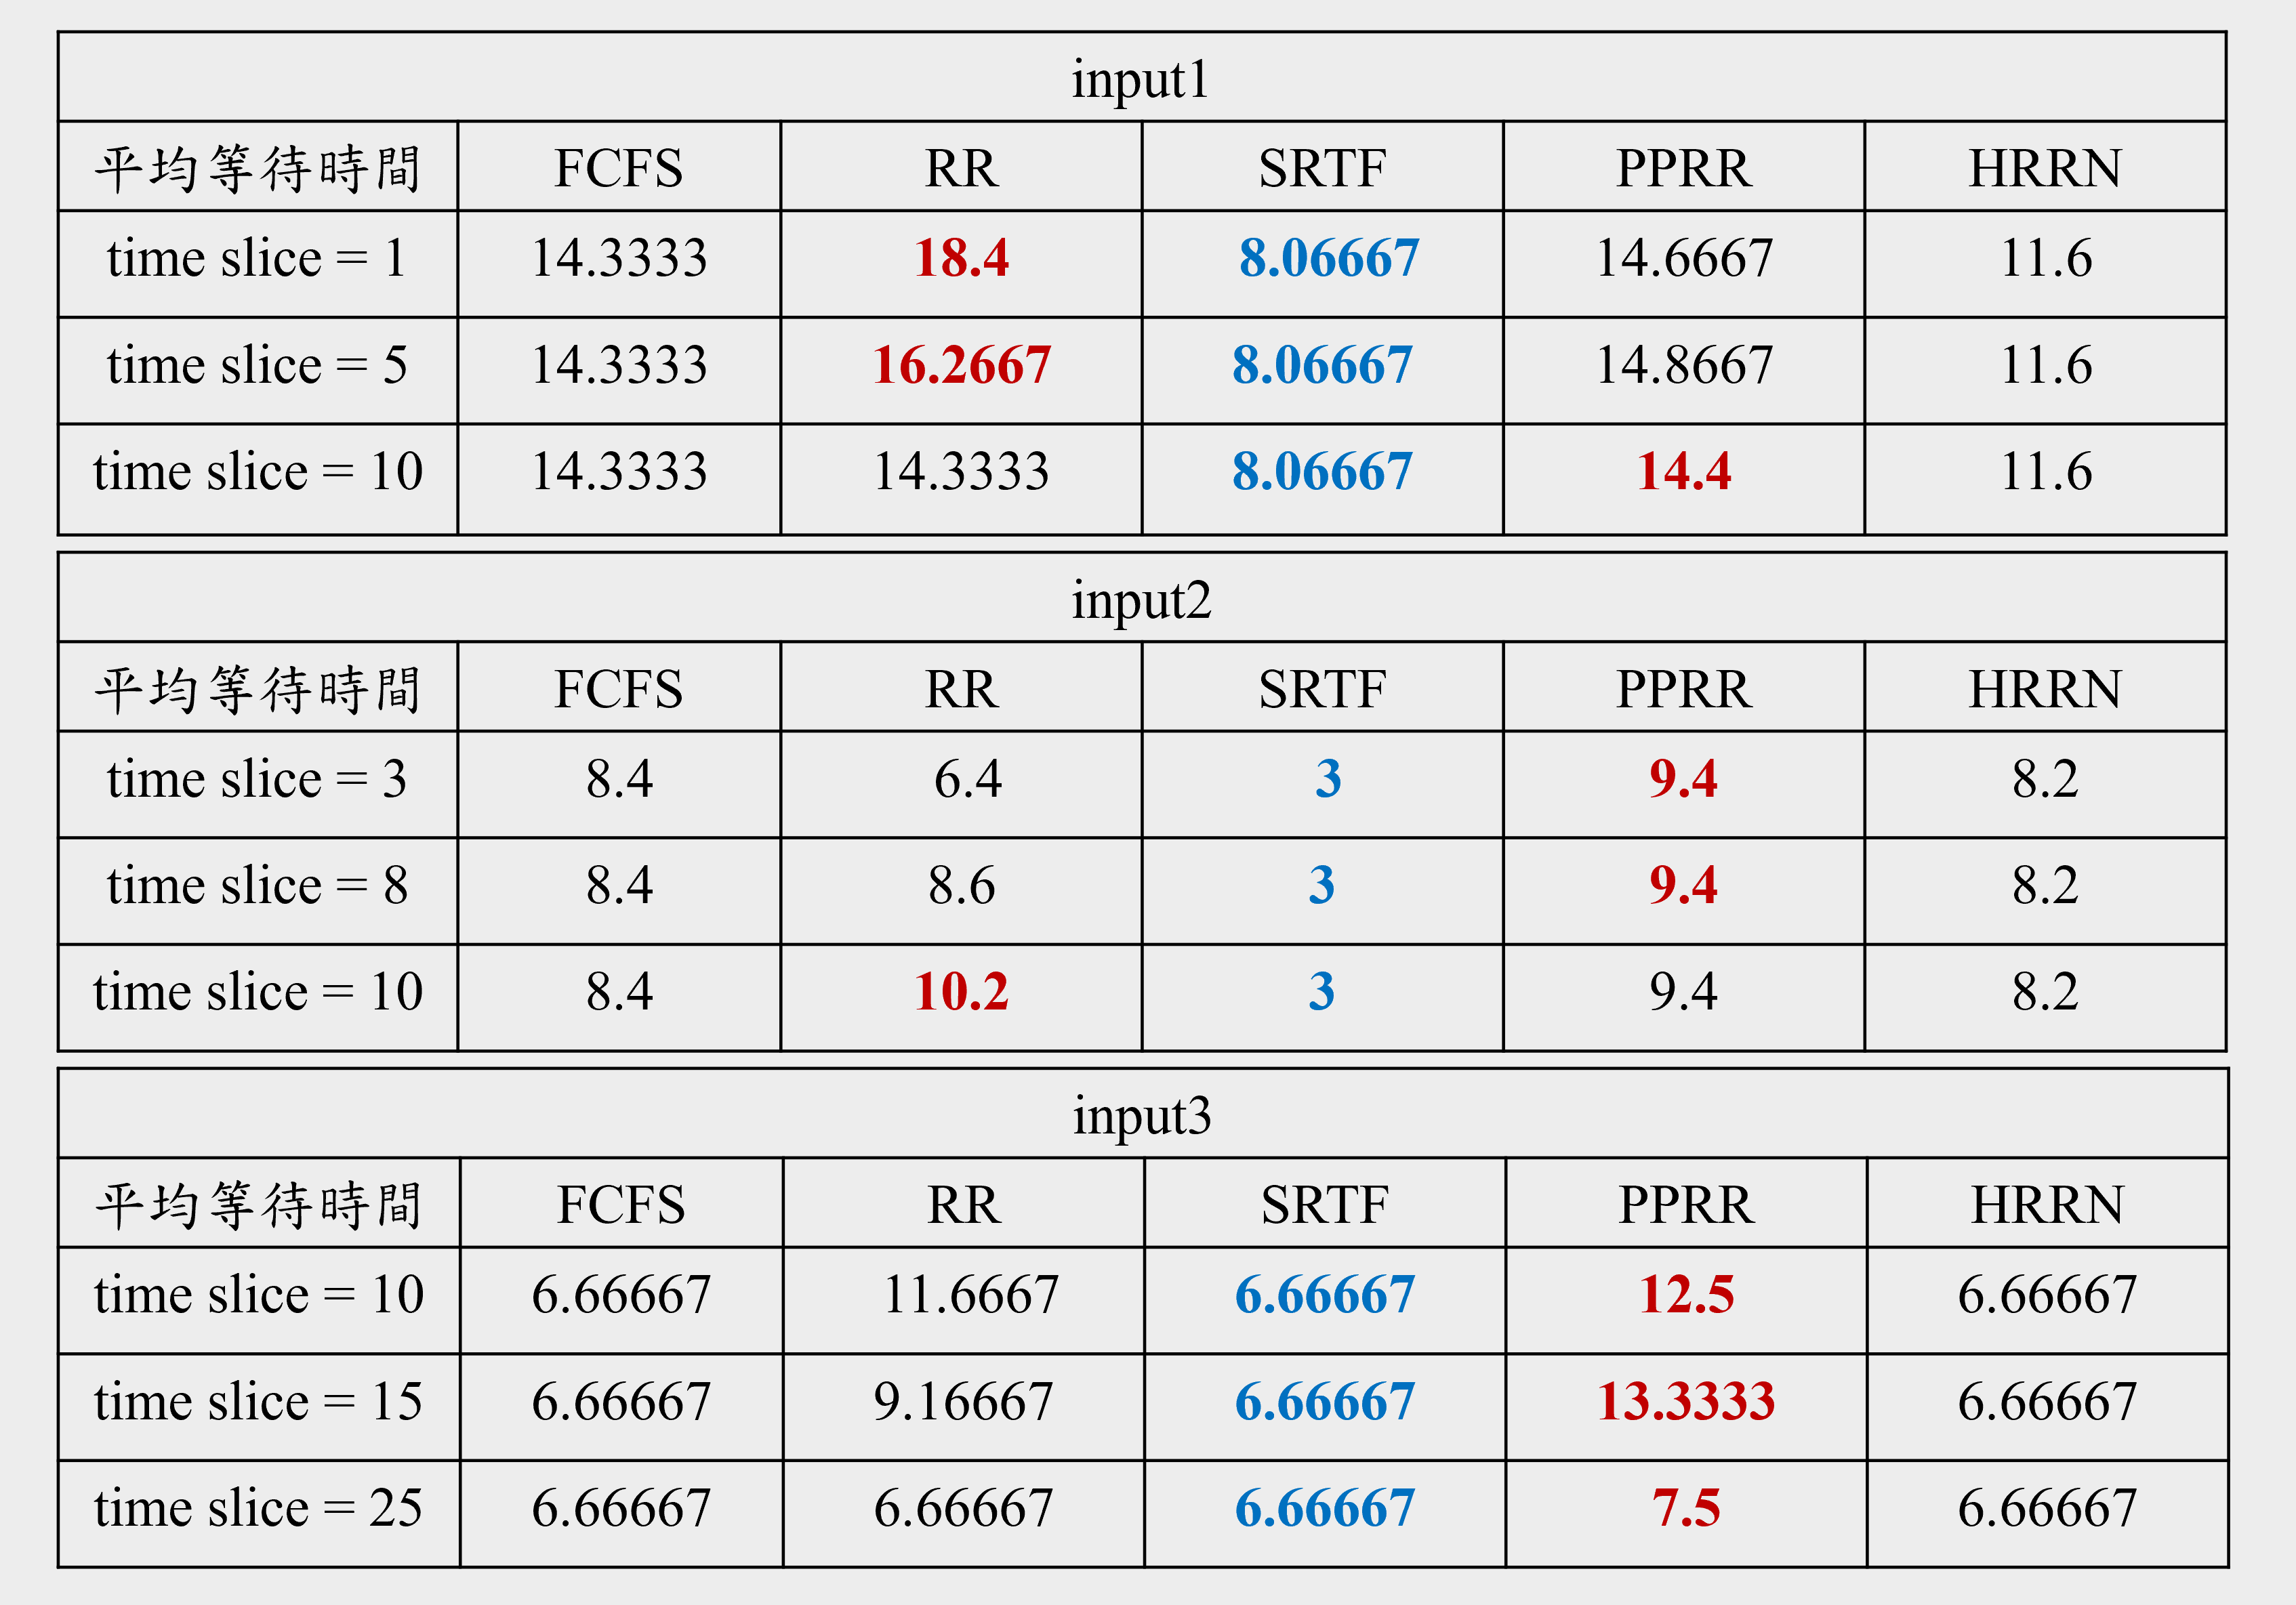 input1
平均等待時間 FCFS RR SRTF PPRR HRRN
time slice = 1 14.3333 18.4 8.06667 14.6667 11.6
time slice = 5 14.3333 16.2667 8.06667 14.8667 11.6
time slice = 10 14.3333 14.3333 8.06667 14.4 11.6
input2
平均等待時間 FCFS RR SRTF PPRR HRRN
time slice = 3 8.4 6.4 3 9.4 8.2
time slice = 8 8.4 8.6 3 9.4 8.2
time slice = 10 8.4 10.2 3 9.4 8.2
input3
平均等待時間 FCFS RR SRTF PPRR HRRN
time slice = 10 6.66667 11.6667 6.66667 12.5 6.66667
time slice = 15 6.66667 9.16667 6.66667 13.3333 6.66667
time slice = 25 6.66667 6.66667 6.66667 7.5 6.66667